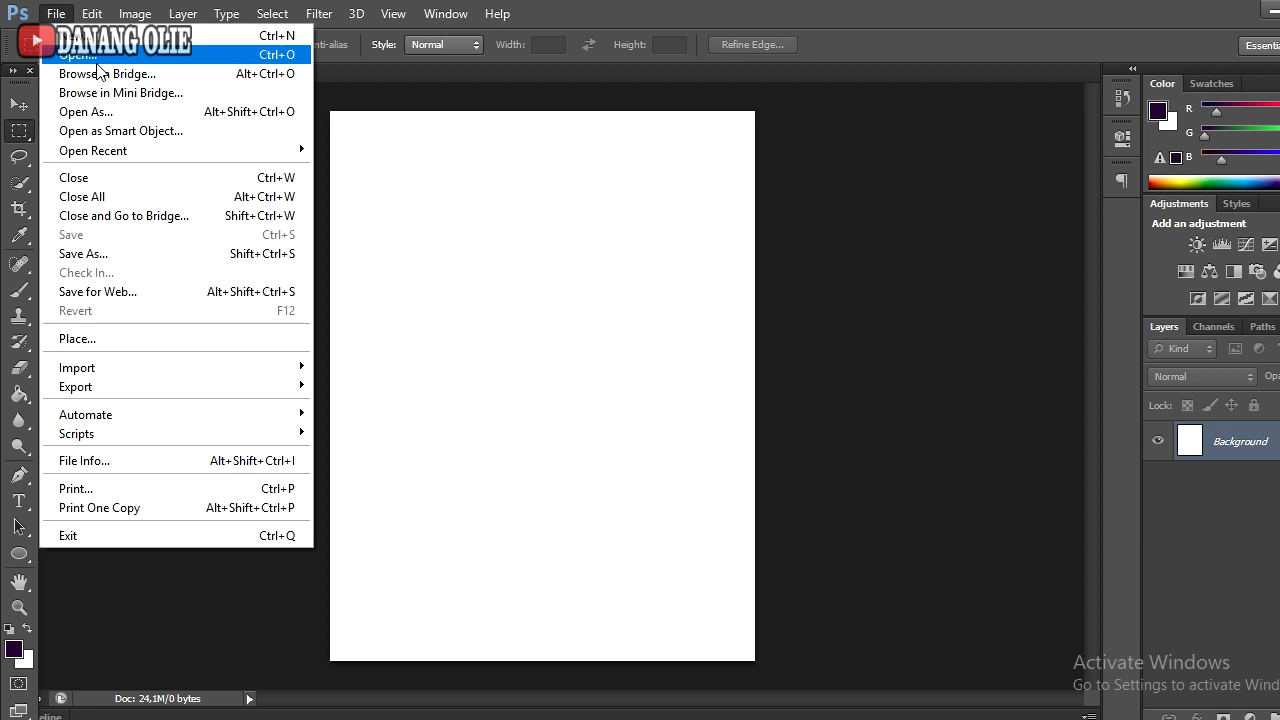 Ps File Edit Image Layer Type Select Filter 3D View Window Help
DANANG OLIE
Ctrl+N
nti-alias Style: Normal Width: Height: Refine Edge... Essenti
Open... Ctrl+O
Browse in Bridge... Alt+Ctrl+O
Browse in Mini Bridge...
Open As... Alt+Shift+Ctrl+O
Open as Smart Object...
Open Recent
Close Ctrl+W
Close All Alt+Ctrl+W
Close and Go to Bridge... Shift+Ctrl+W
Save Ctrl+S
Save As... Shift+Ctrl+S
Check In...
Save for Web... Alt+Shift+Ctrl+S
Revert F12
Place...
Import
Export
Automate
Scripts
File Info... Alt+Shift+Ctrl+I
Print... Ctrl+P
Print One Copy Alt+Shift+Ctrl+P
Exit Ctrl+Q
Color Swatches
R
G
B
Adjustments Styles
Add an adjustment
Layers Channels Paths
Kind
Normal Opa
Lock:
Background
Activate Windows
Go to Settings to activate Wind
Doc: 24,1M/0 bytes
eline